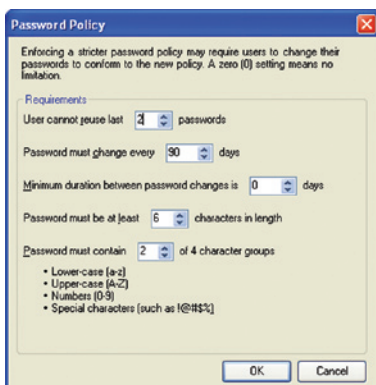 Password Policy
Enforcing a stricter password policy may require users to change their
passwords to conform to the new policy. A zero (0) setting means no
limitation.
Requirements
User cannot reuse last 2 passwords
Password must change every 90 days
Minimum duration between password changes is 0 days
Password must be at least 6 characters in length
Password must contain 2 of 4 character groups
• Lower-case (a-z)
• Upper-case (A-Z)
• Numbers (0-9)
• Special characters (such as !@#$%)
OK Cancel